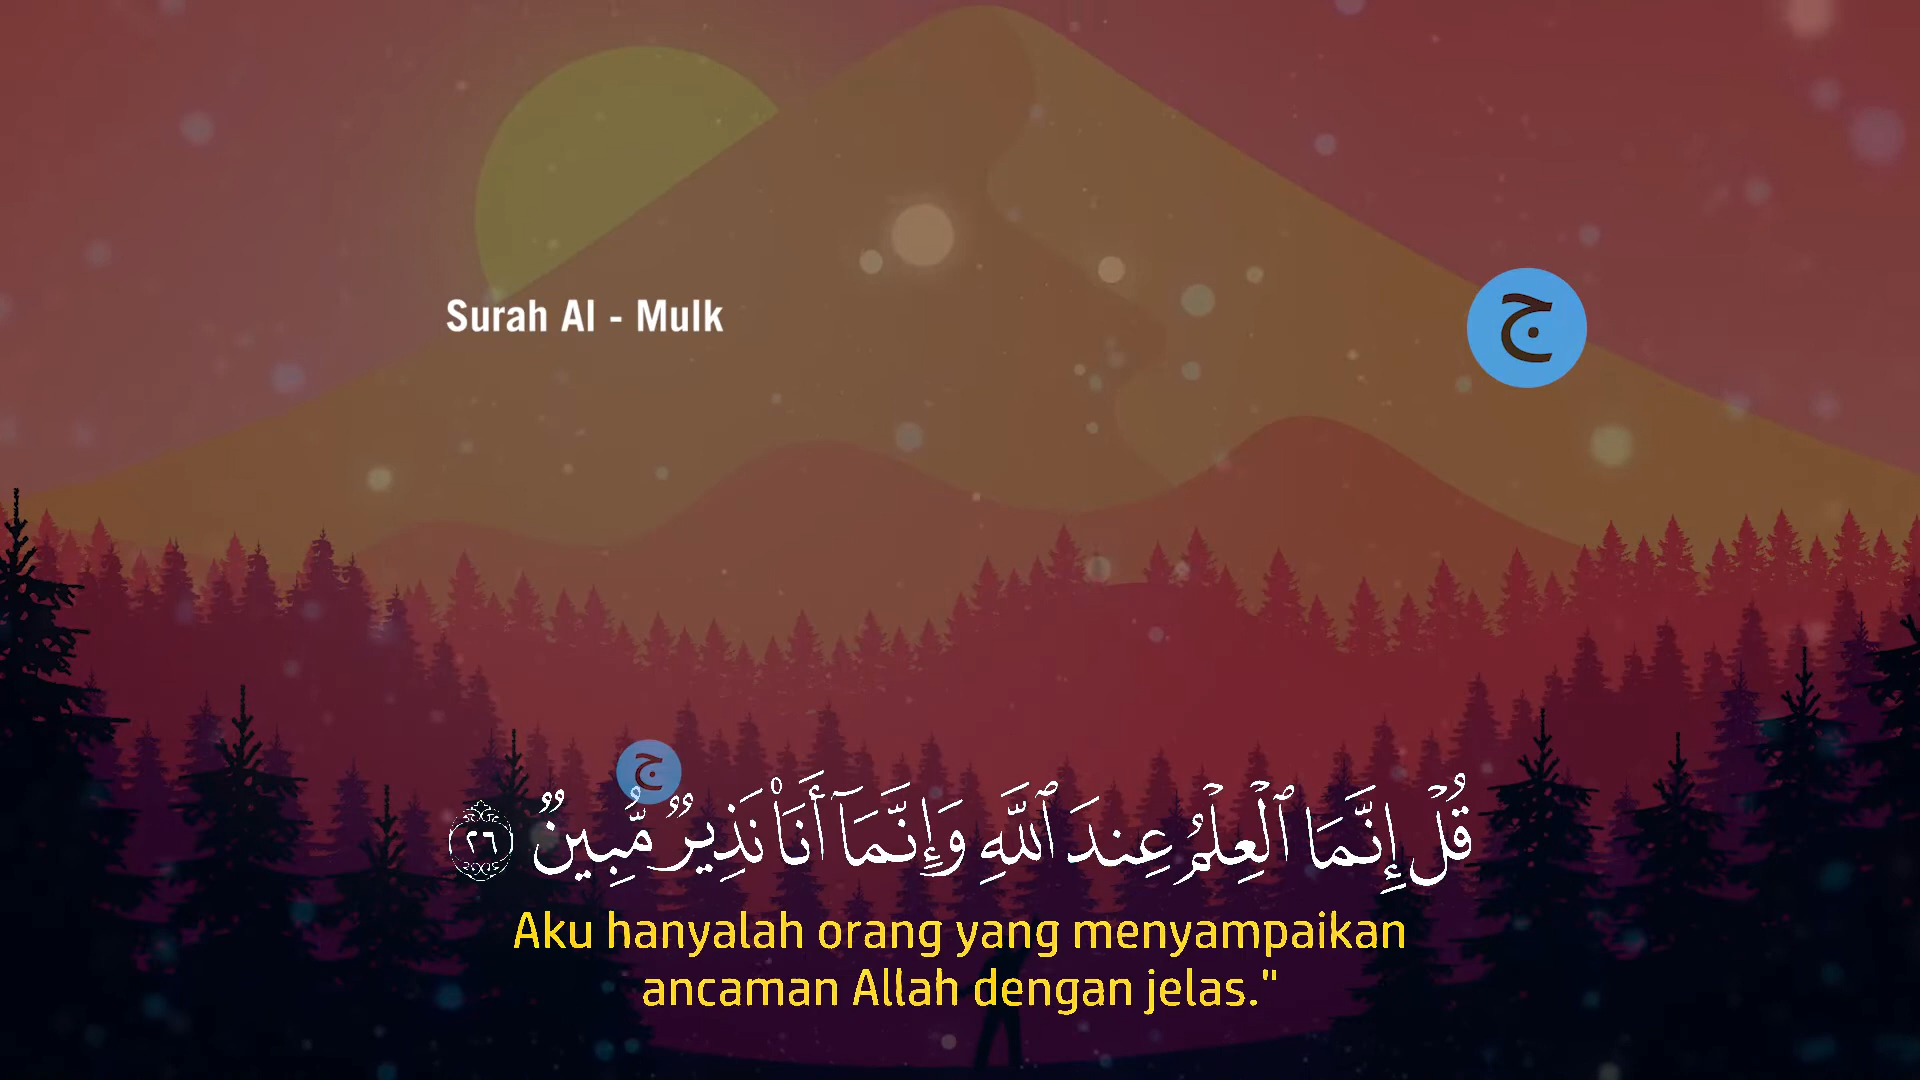 Surah Al - Mulk
ج
ج
قُلْ إِنَّمَا ٱلْعِلْمُ عِندَ ٱللَّهِ وَإِنَّمَآ أَنَا۠ نَذِيرٌ مُّبِينٌ ٢٦
Aku hanyalah orang yang menyampaikan
ancaman Allah dengan jelas."